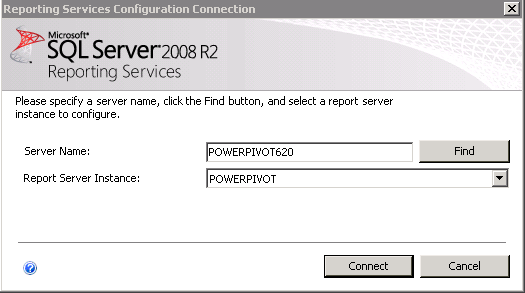 Reporting Services Configuration Connection
Microsoft®
SQL Server 2008 R2
Reporting Services
Please specify a server name, click the Find button, and select a report server
instance to configure.
Server Name:
POWERPIVOT620
Find
Report Server Instance:
POWERPIVOT
Connect
Cancel